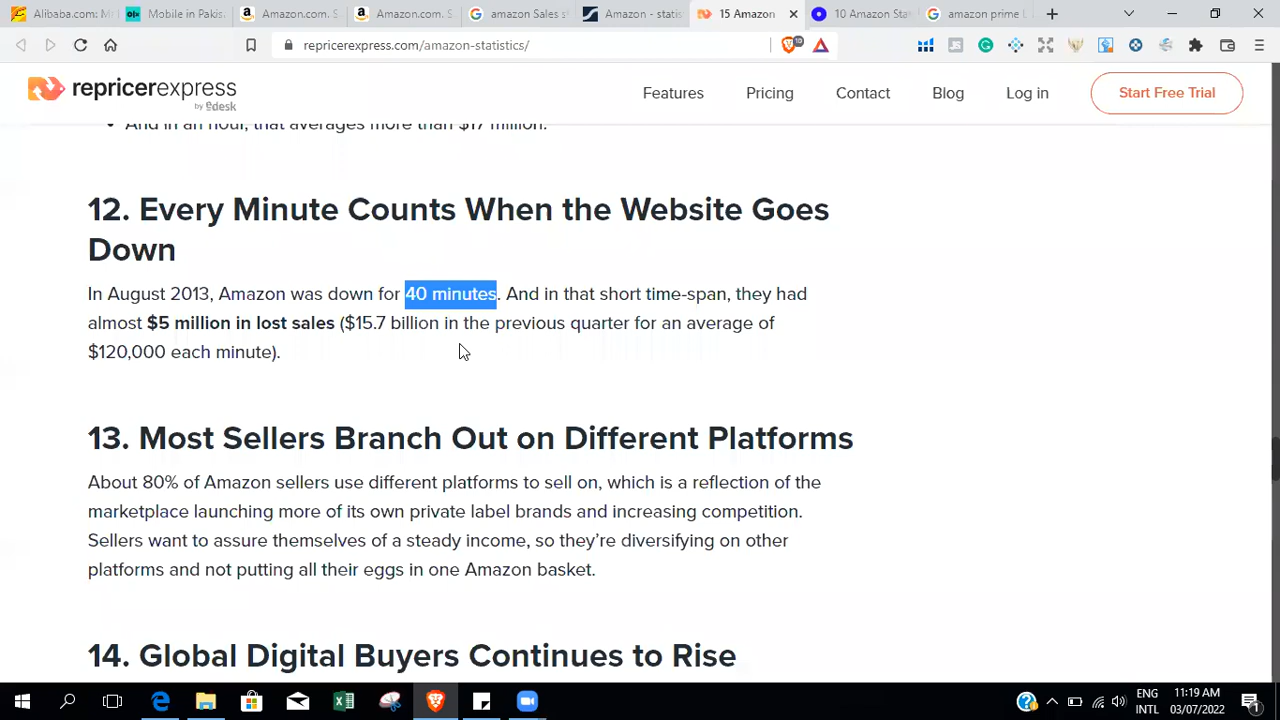 Alibaba.com: M
Mobile in Pakis
Amazon.com. S
Amazon.com. S
amazon Sales
Amazon - statis
15 Amazon
10 Amazon Sta
amazon prime
repricerexpress.com/amazon-statistics/
repricerexpress
by edesk
Features
Pricing
Contact
Blog
Log in
Start Free Trial
And in an hour, that averages more than $17 million.
12. Every Minute Counts When the Website Goes
Down
In August 2013, Amazon was down for 40 minutes. And in that short time-span, they had
almost $5 million in lost sales ($15.7 billion in the previous quarter for an average of
$120,000 each minute).
13. Most Sellers Branch Out on Different Platforms
About 80% of Amazon sellers use different platforms to sell on, which is a reflection of the
marketplace launching more of its own private label brands and increasing competition.
Sellers want to assure themselves of a steady income, so they’re diversifying on other
platforms and not putting all their eggs in one Amazon basket.
14. Global Digital Buyers Continues to Rise
ENG
INTL
11:19 AM
03/07/2022